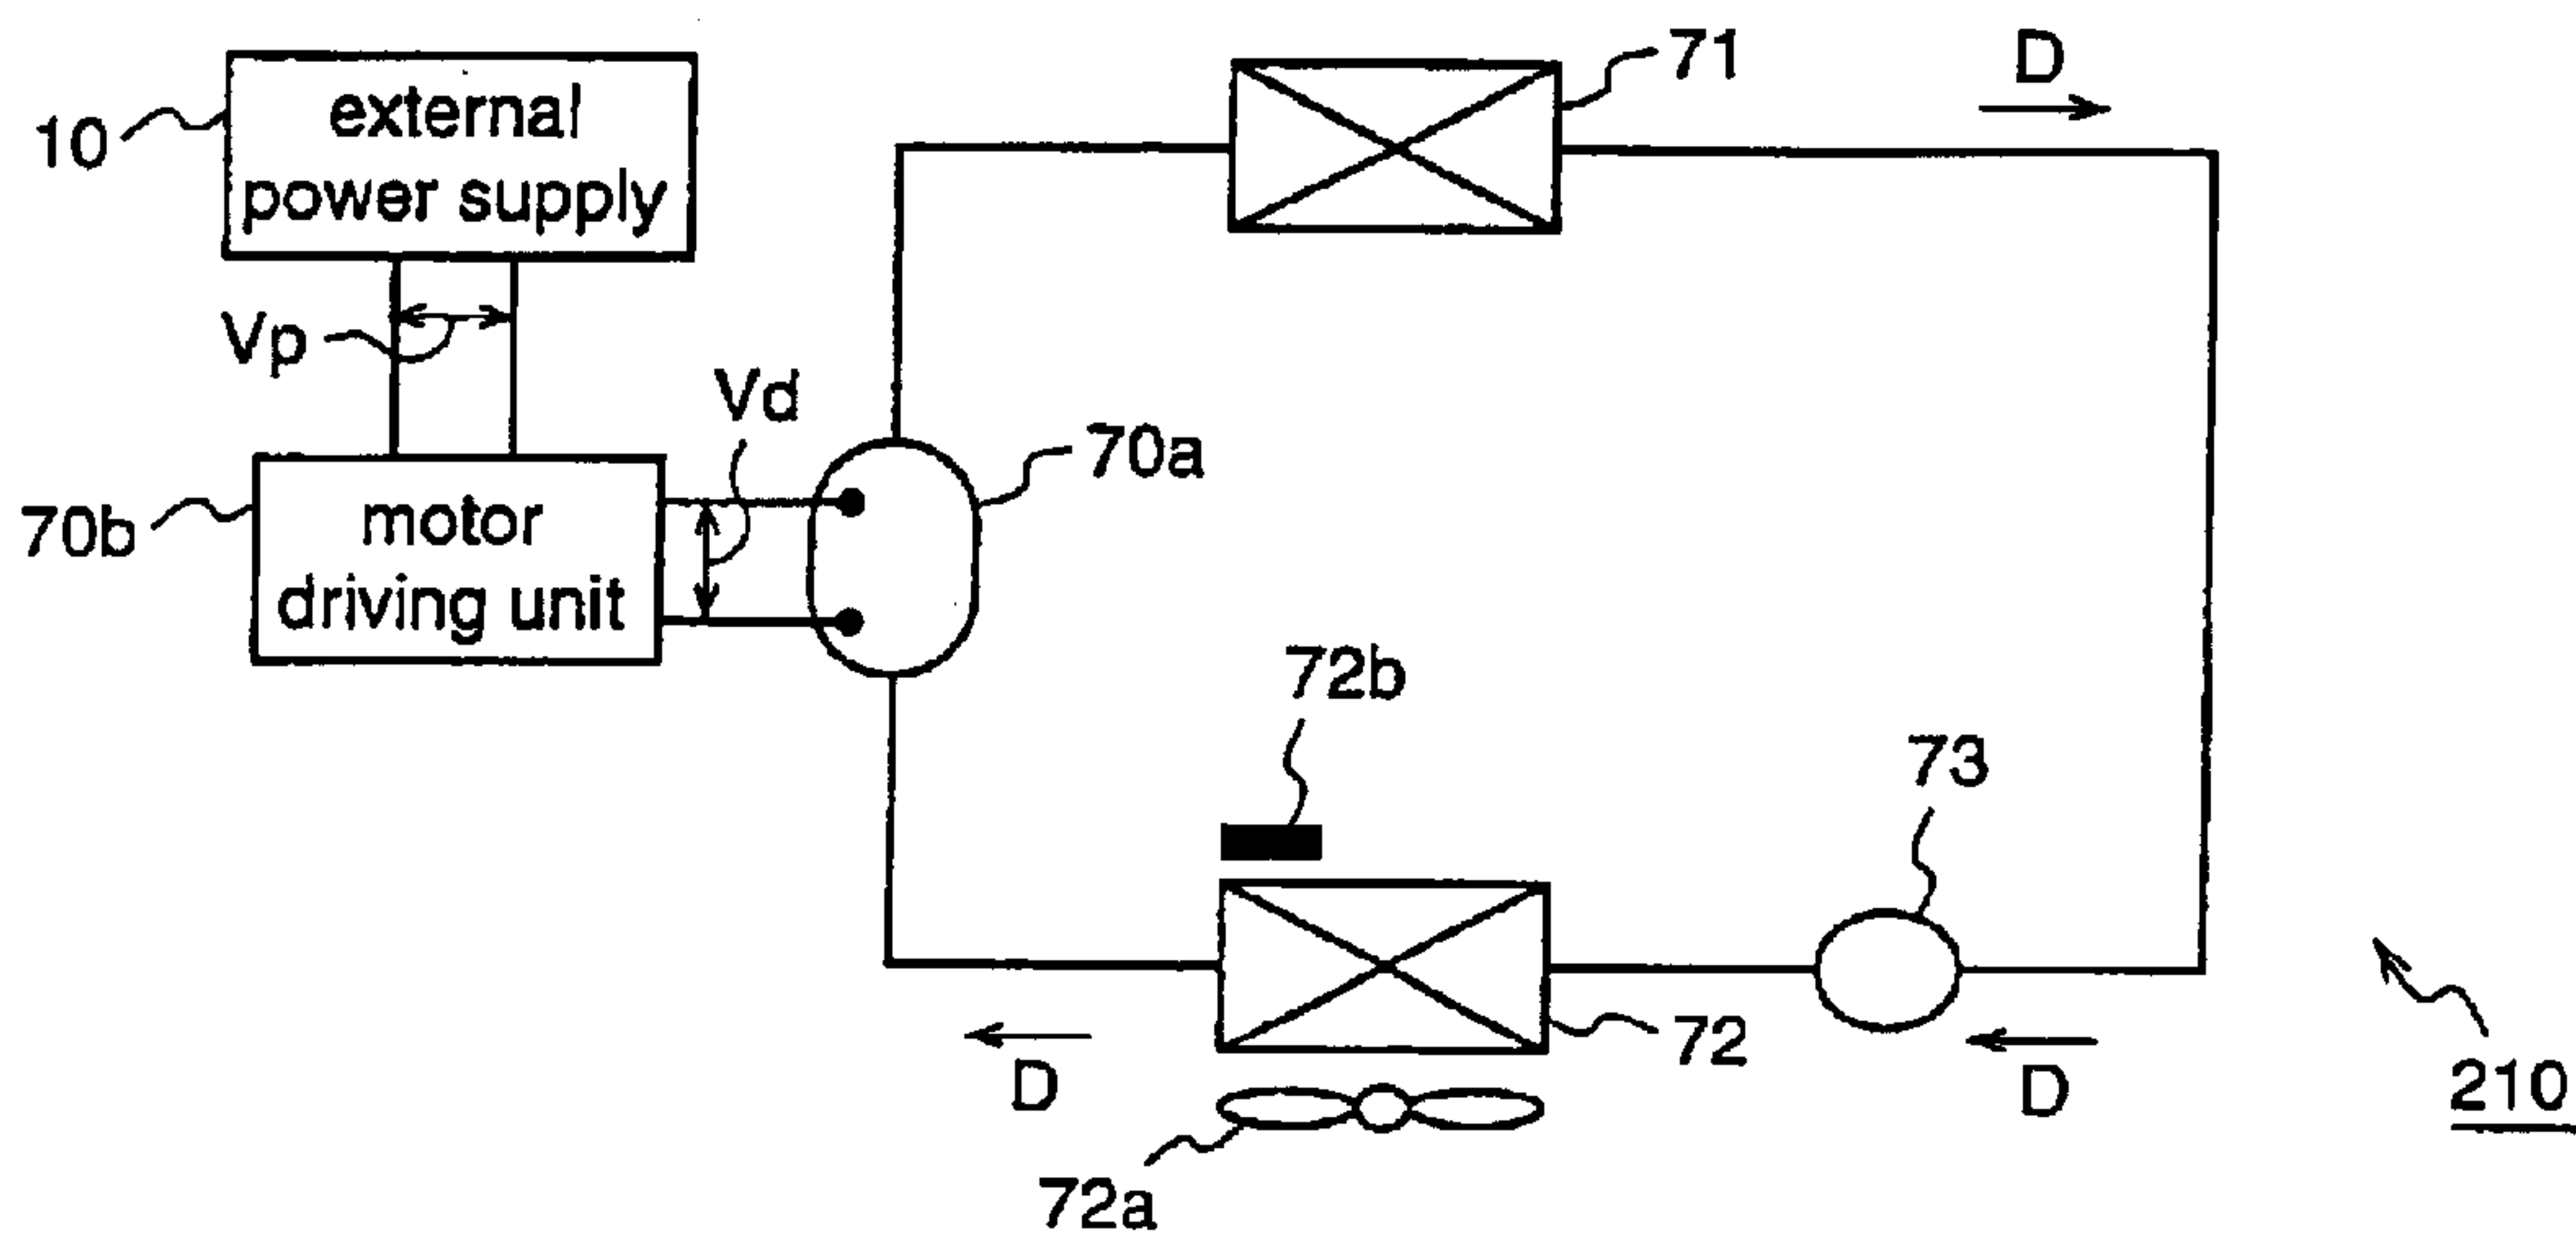 71
D
external
power supply
10
Vp
Vd
70a
motor
driving unit
70b
72b
73
72
D
D
210
72a